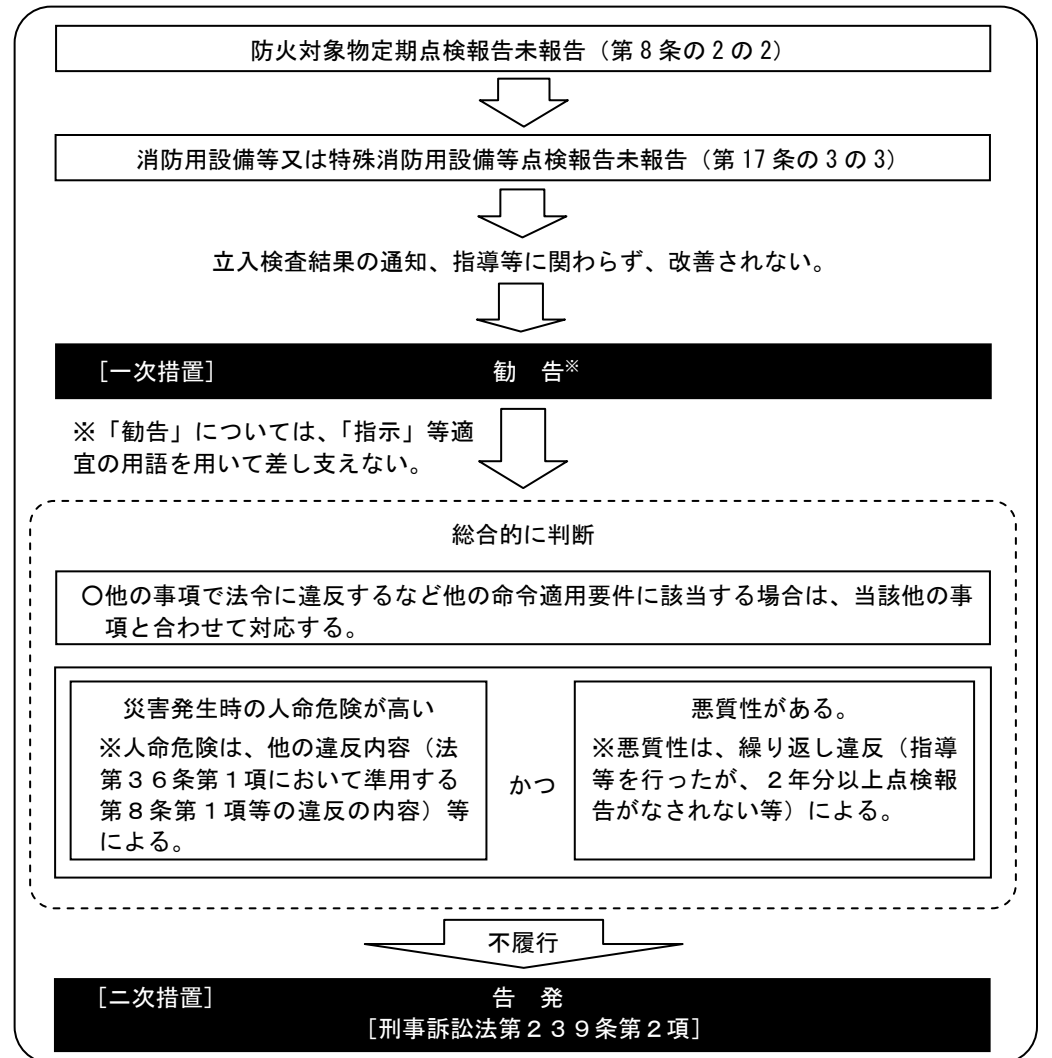 防火対象物定期点検報告未報告（第8条の2の2）
消防用設備等又は特殊消防用設備等点検報告未報告（第17条の3の3）
立入検査結果の通知、指導等に関わらず、改善されない。
［一次措置］ 勧 告※
※「勧告」については、「指示」等適
宜の用語を用いて差し支えない。
総合的に判断
〇他の事項で法令に違反するなど他の命令適用要件に該当する場合は、当該他の事
項と合わせて対応する。
災害発生時の人命危険が高い
※人命危険は、他の違反内容（法
第３６条第１項において準用する
第８条第１項等の違反の内容）等
による。
かつ
悪質性がある。
※悪質性は、繰り返し違反（指導
等を行ったが、２年分以上点検報
告がなされない等）による。
不履行
［二次措置］ 告 発
［刑事訴訟法第２３９条第２項］